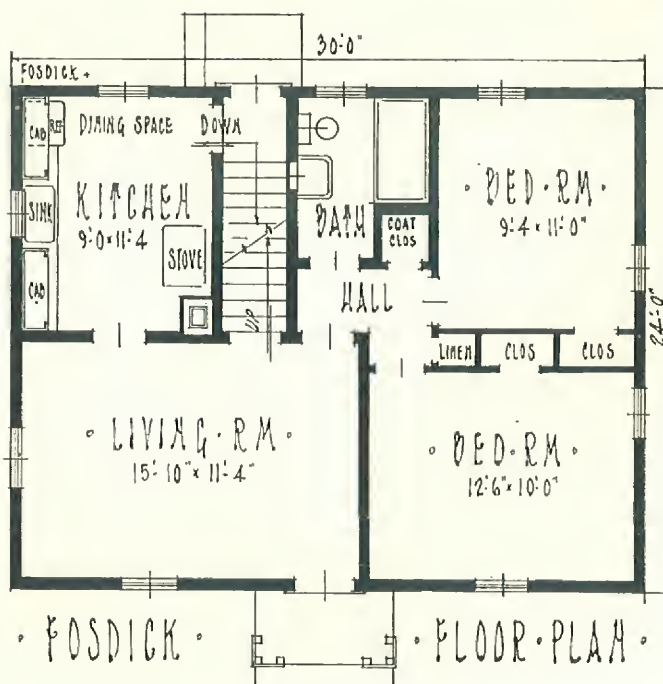 30'-0"
FOSDICK
DINING SPACE
DOWN
CAB
REF
KITCHEN
9'-0 x 11'-4
SINK
STOVE
CAB
BATH
COAT
CLOS
BED · RM
9'-4 x 11'-0"
HALL
UP
24'-0"
LINEN
CLOS
CLOS
LIVING · RM
15'-10" x 11'-4"
BED · RM
12'-6" x 10'-0"
FOSDICK · FLOOR · PLAN